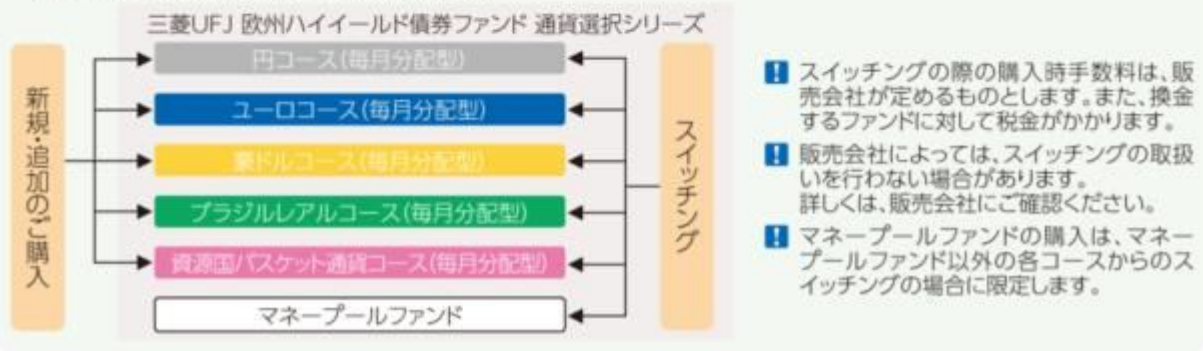 三菱UFJ 欧州ハイイールド債券ファンド 通貨選択シリーズ
新規・追加のご購入
円コース(毎月分配型)
ユーロコース(毎月分配型)
豪ドルコース(毎月分配型)
ブラジルレアルコース(毎月分配型)
資源国バスケット通貨コース(毎月分配型)
マネープールファンド
スイッチング
! スイッチングの際の購入時手数料は、販
売会社が定めるものとします。また、換金
するファンドに対して税金がかかります。
! 販売会社によっては、スイッチングの取扱
いを行わない場合があります。
詳しくは、販売会社にご確認ください。
! マネープールファンドの購入は、マネー
プールファンド以外の各コースからのス
イッチングの場合に限定します。